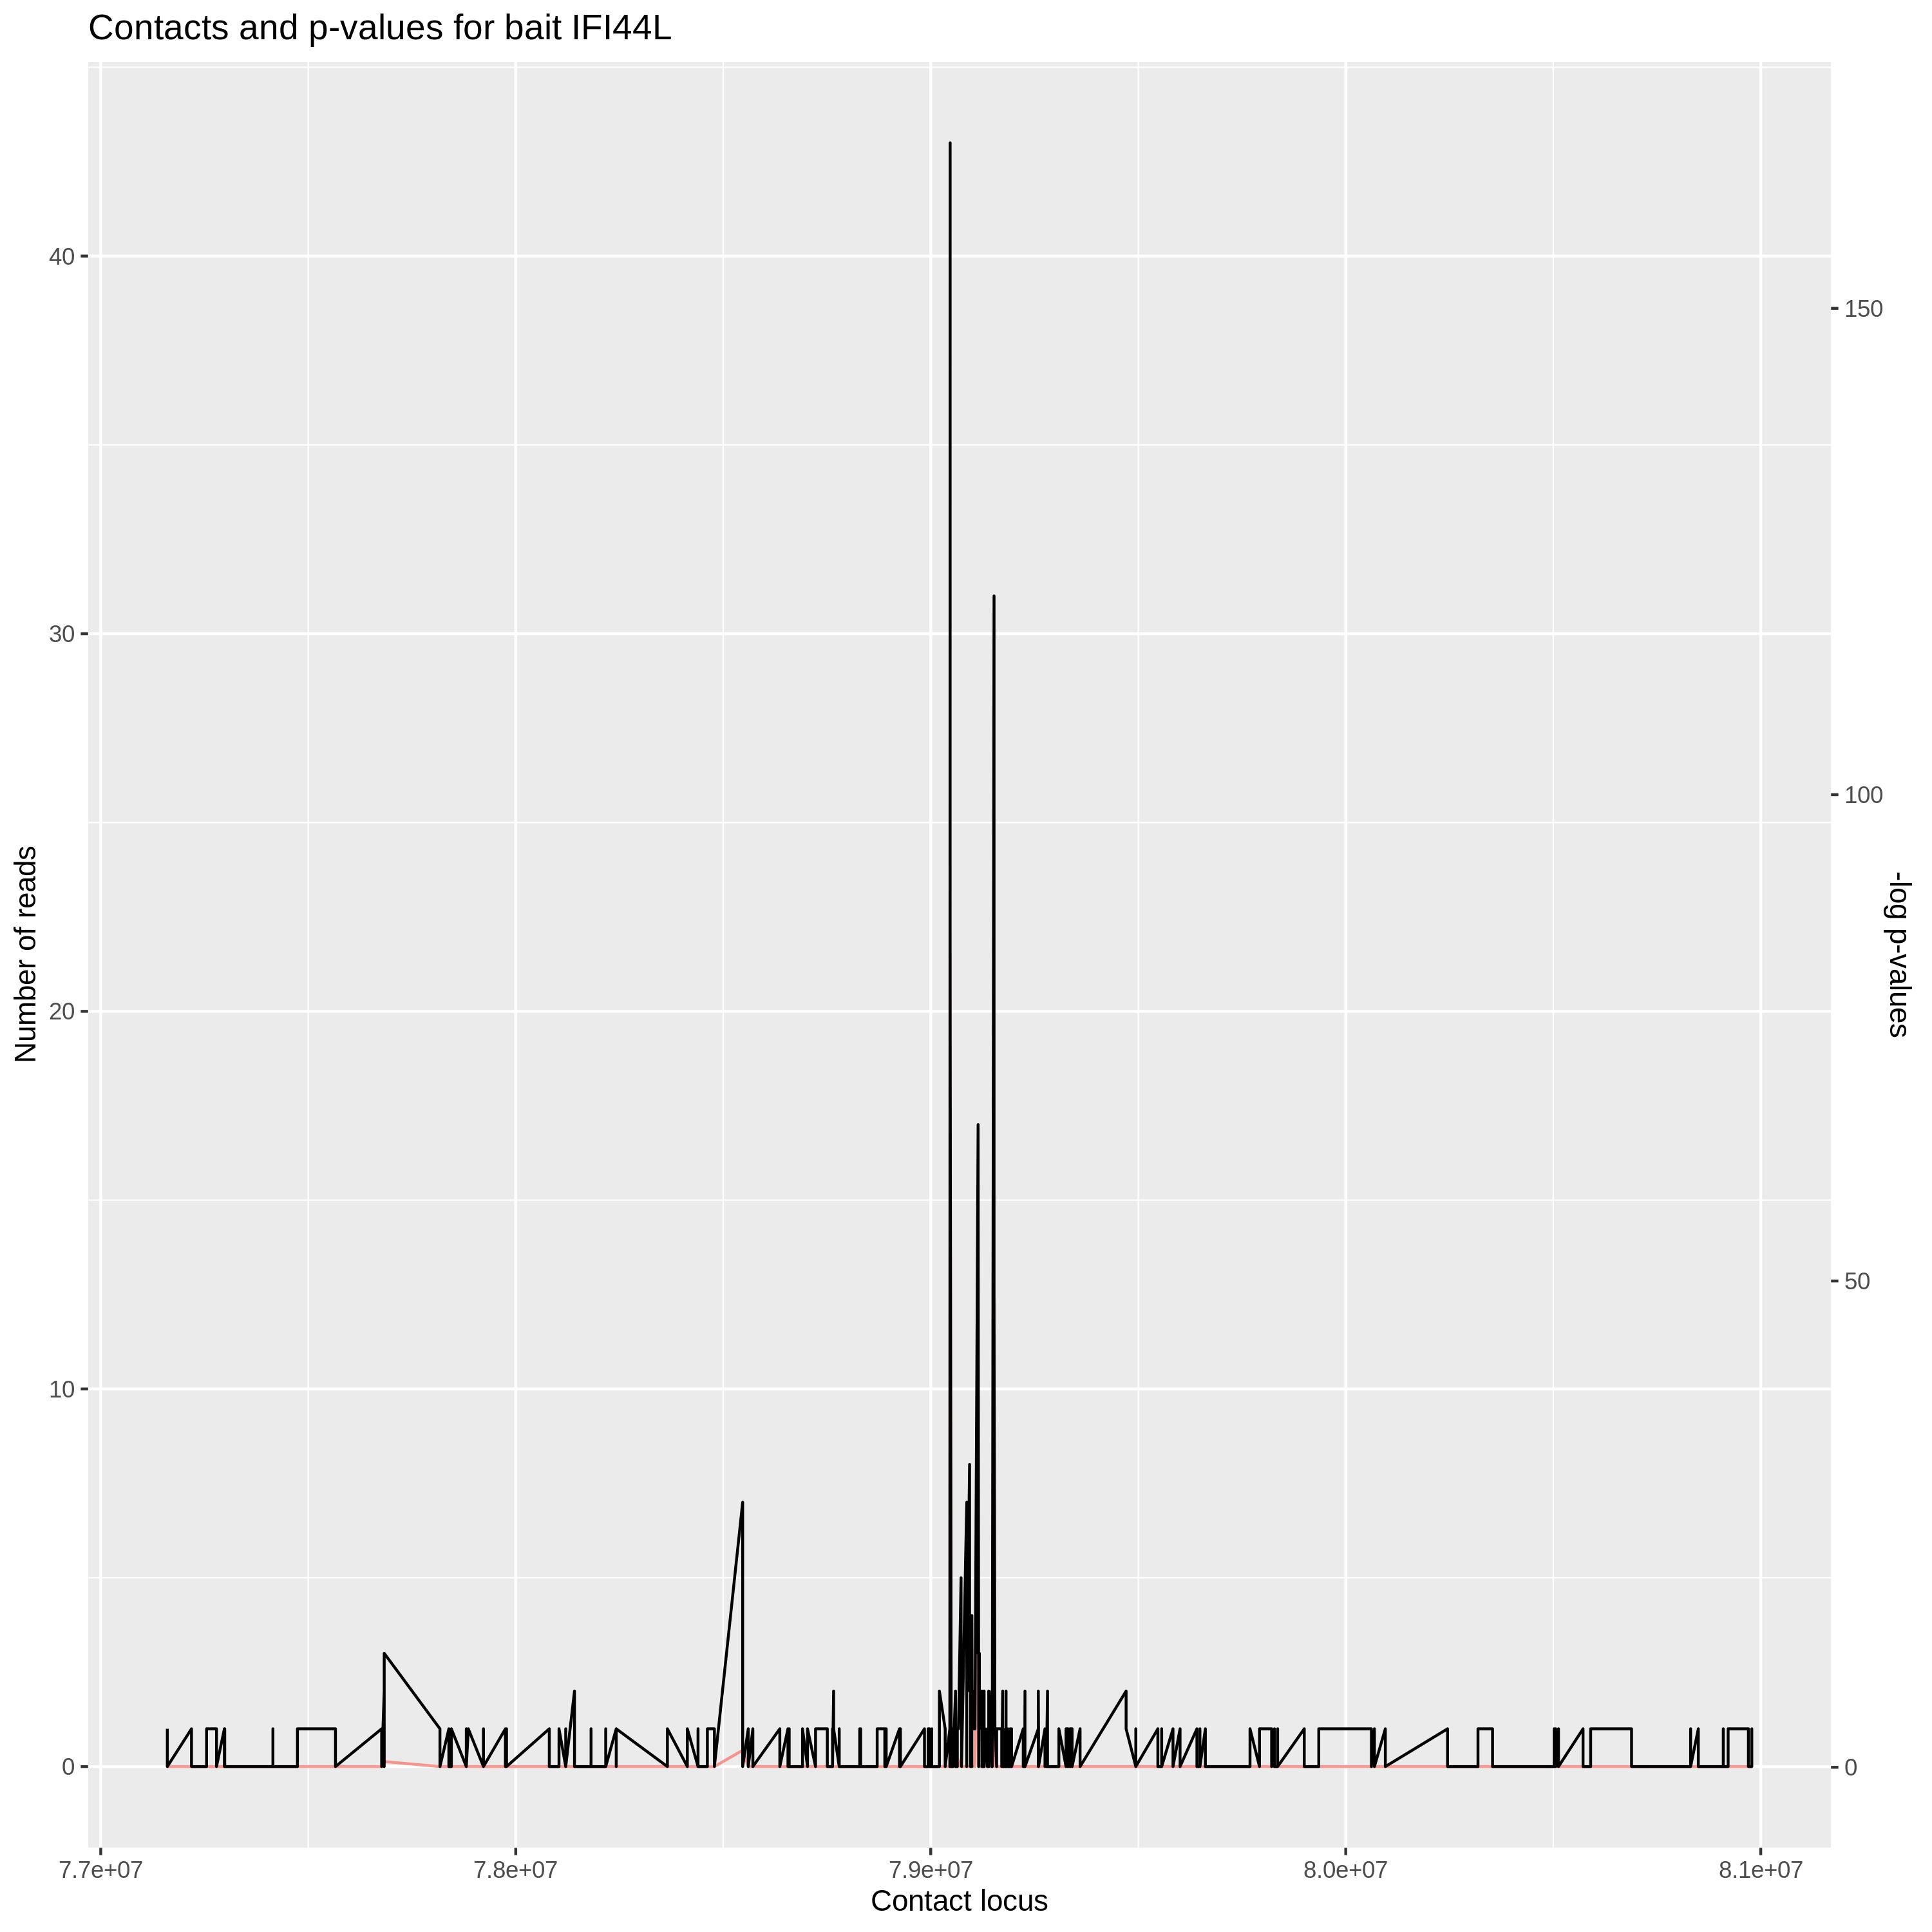 Contacts and p-values for bait IFI44L
40
30
20
10
0
Number of reads
150
100
50
0
-log p-values
7.7e+07 7.8e+07 7.9e+07 8.0e+07 8.1e+07
Contact locus